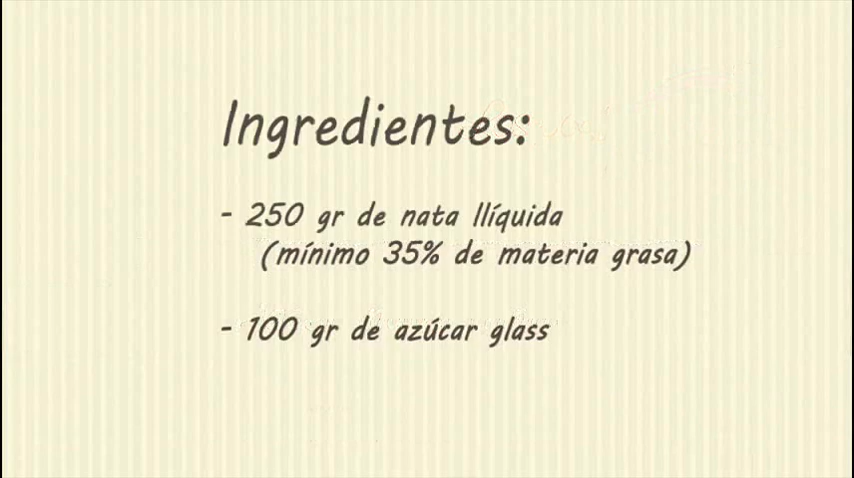 Ingredientes:
- 250 gr de nata llíquida
(mínimo 35% de materia grasa)
- 100 gr de azúcar glass